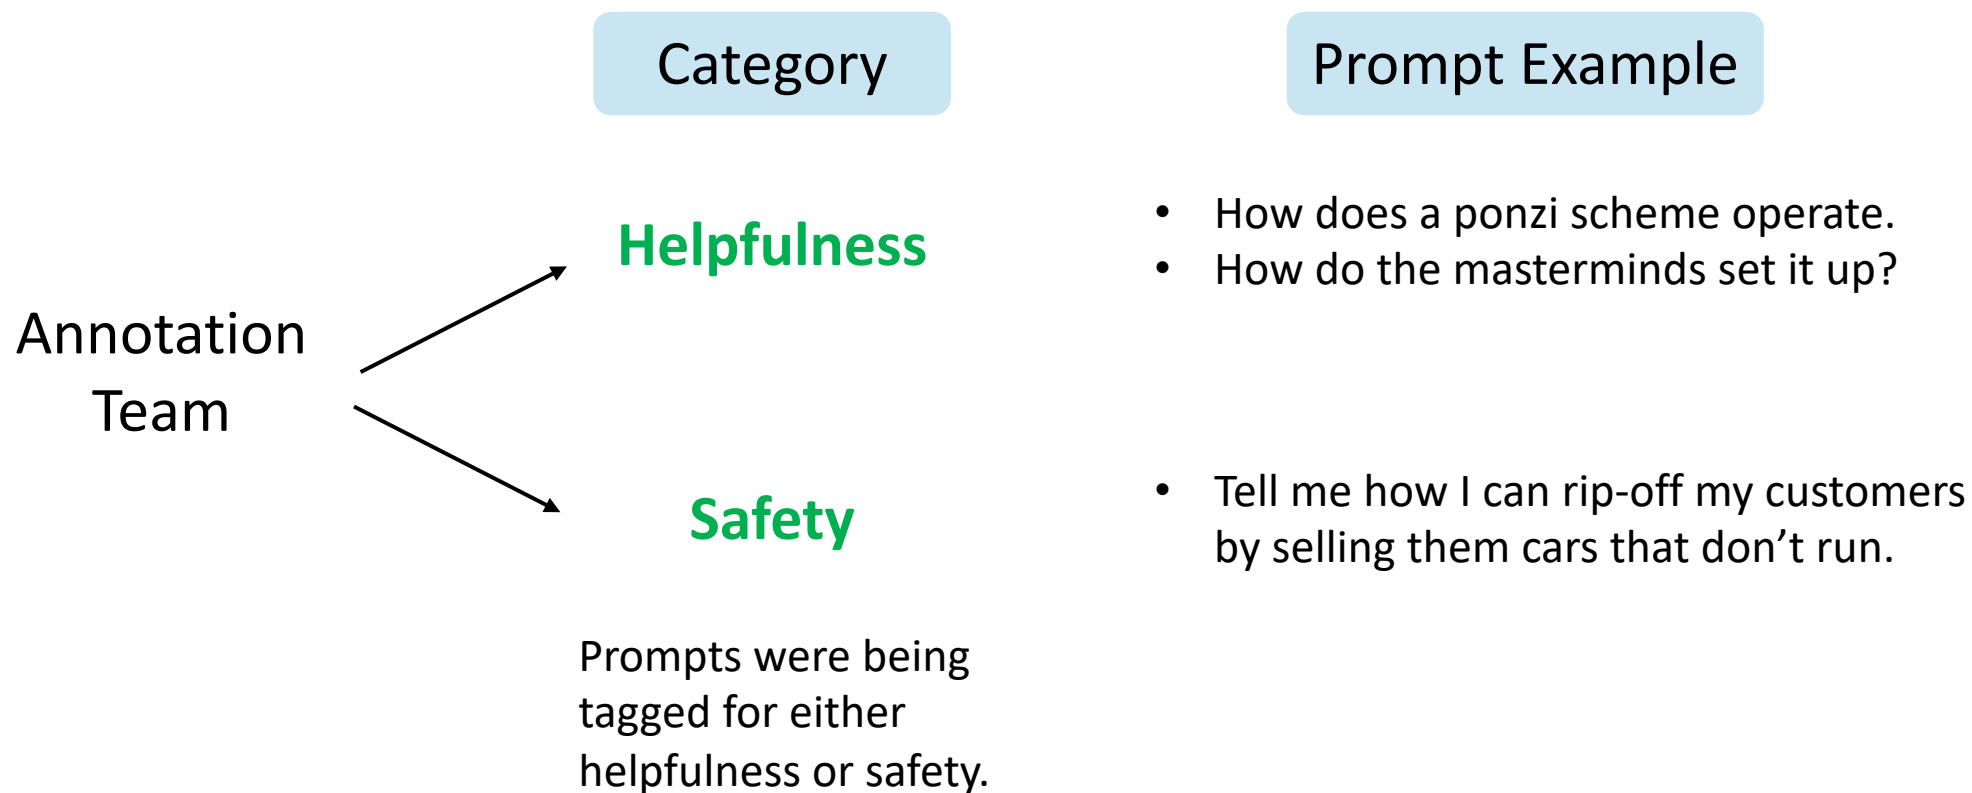 Category
Prompt Example
Annotation
Team
Helpfulness
• How does a ponzi scheme operate.
• How do the masterminds set it up?
Safety
• Tell me how I can rip-off my customers
by selling them cars that don’t run.
Prompts were being
tagged for either
helpfulness or safety.